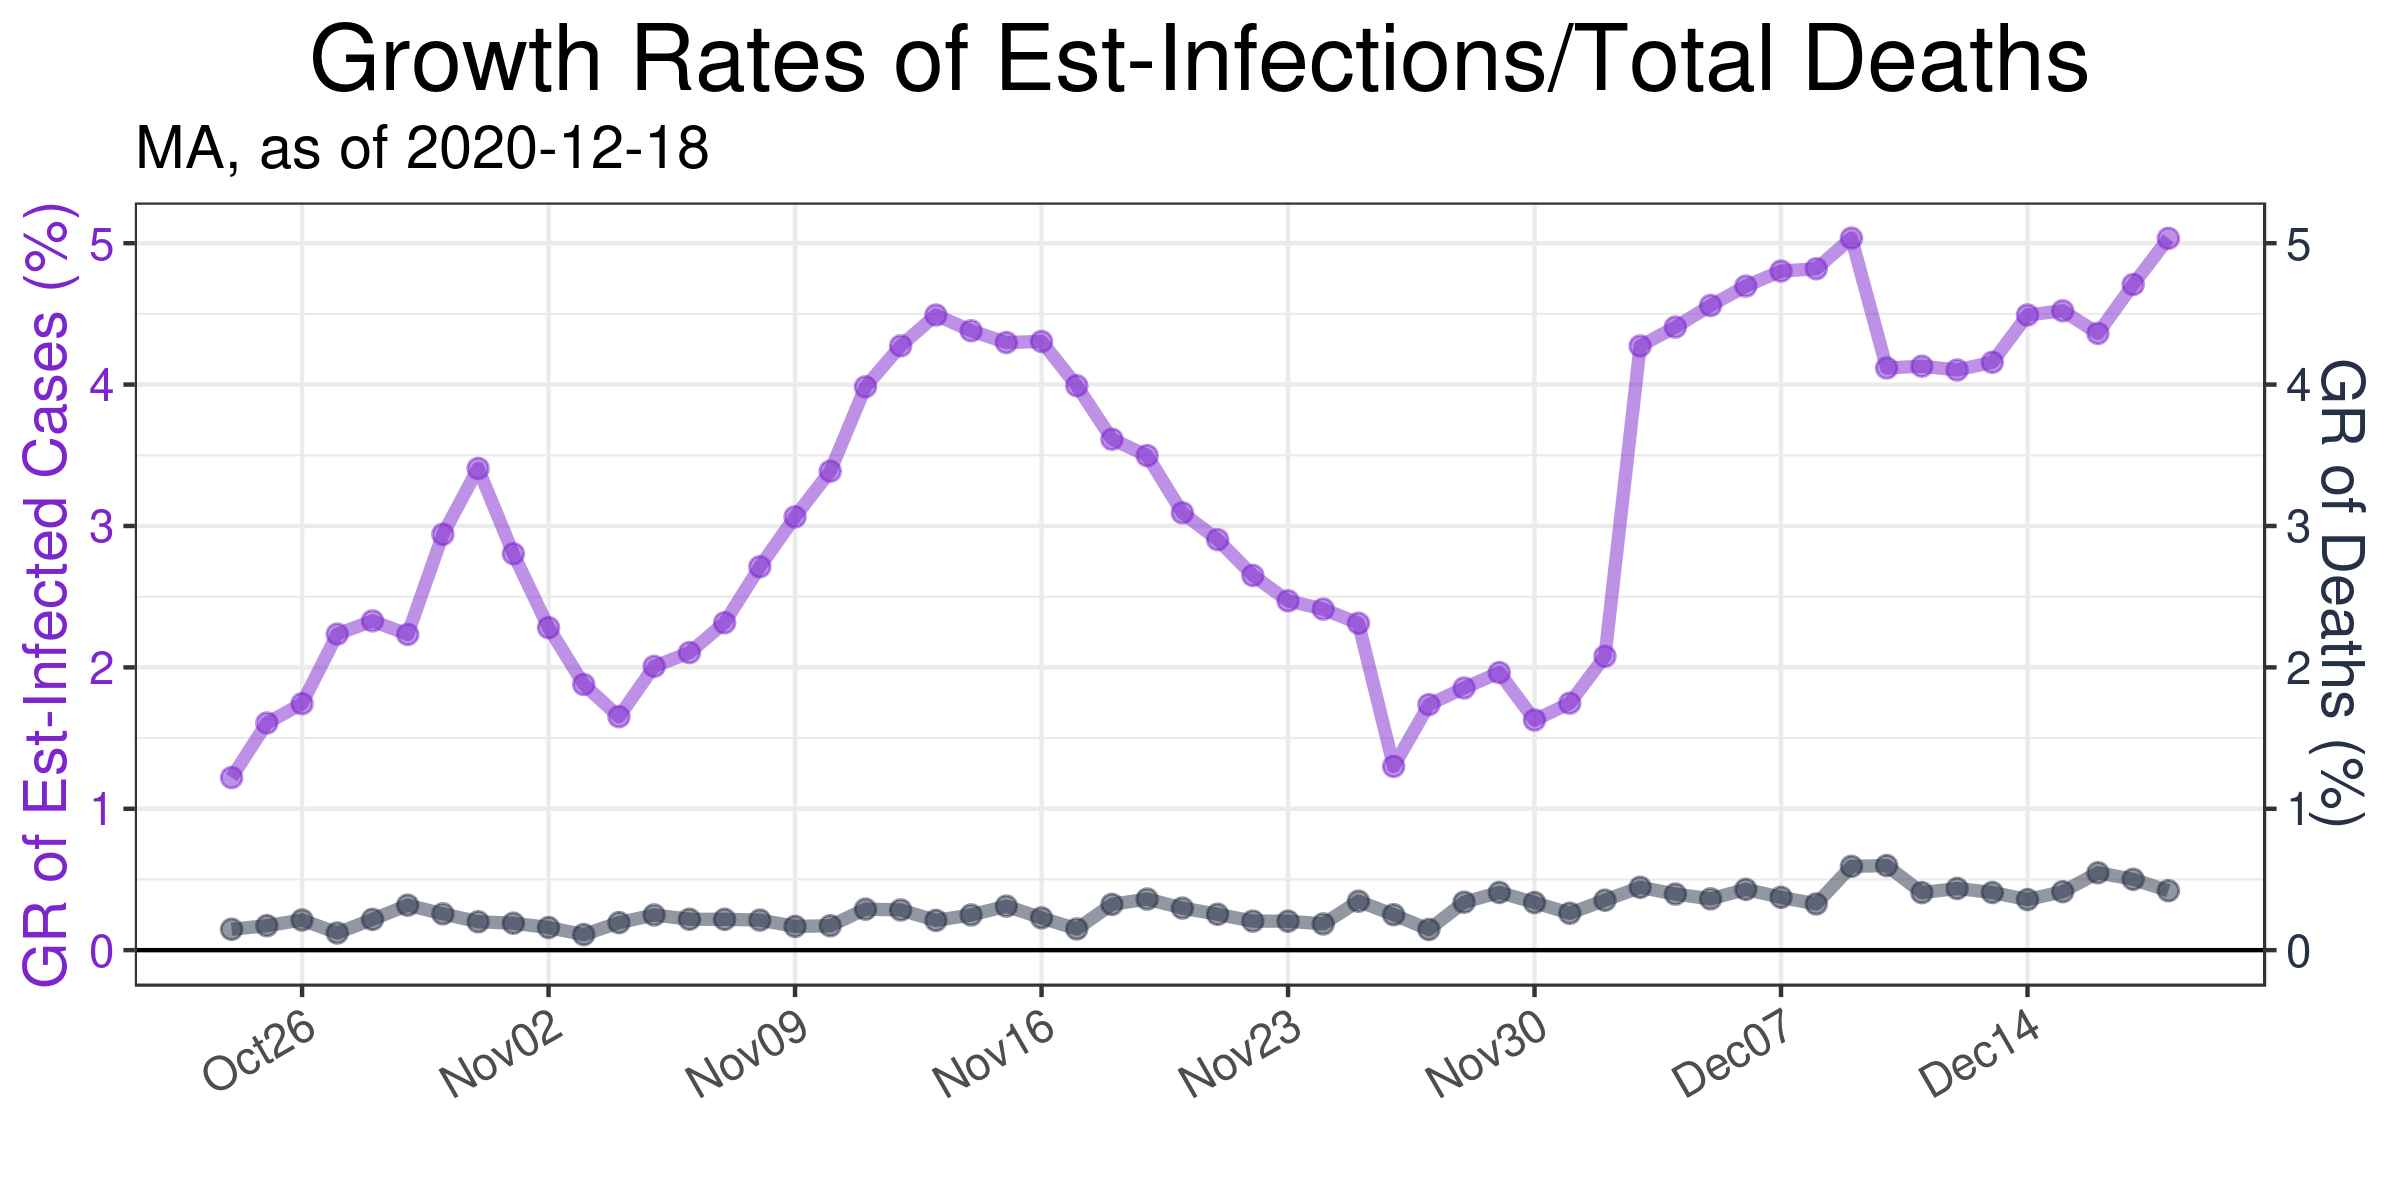 Growth Rates of Est-Infections/Total Deaths
MA, as of 2020-12-18
GR of Est-Infected Cases (%)
5
4
3
2
1
0
5
4
3
2
1
0
GR of Deaths (%)
Oct26
Nov02
Nov09
Nov16
Nov23
Nov30
Dec07
Dec14